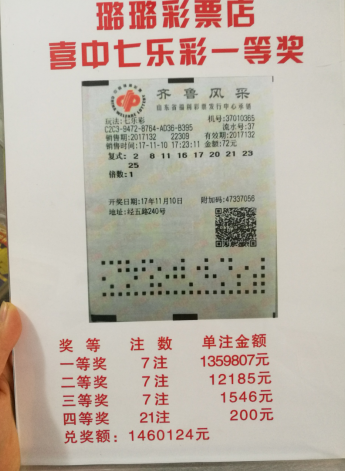 璐璐彩票店
喜中七乐彩一等奖
齐鲁风采
山东省福利彩票发行中心承销
玩法:七乐彩 机号:37010365
C2C3-9472-8764-A036-8385 流水号:37
销售期:2017132 22309 有效期:2017132
销售时间:17-11-10 17:23:11 金额:72元
复式: 2 8 11 16 17 20 21 23
25
倍数:1
开奖日期:17年11月10日 附加码:47337056
地址:经五路240号
奖 等 注 数 单注金额
一等奖 7注 1359807元
二等奖 7注 12185元
三等奖 7注 1546元
四等奖 21注 200元
兑奖额: 1460124元